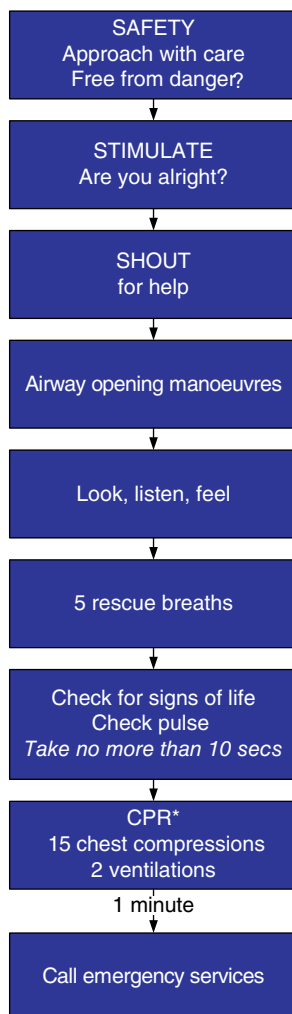 SAFETY
Approach with care
Free from danger?
STIMULATE
Are you alright?
SHOUT
for help
Airway opening manoeuvres
Look, listen, feel
5 rescue breaths
Check for signs of life
Check pulse
Take no more than 10 secs
CPR*
15 chest compressions
2 ventilations
1 minute
Call emergency services